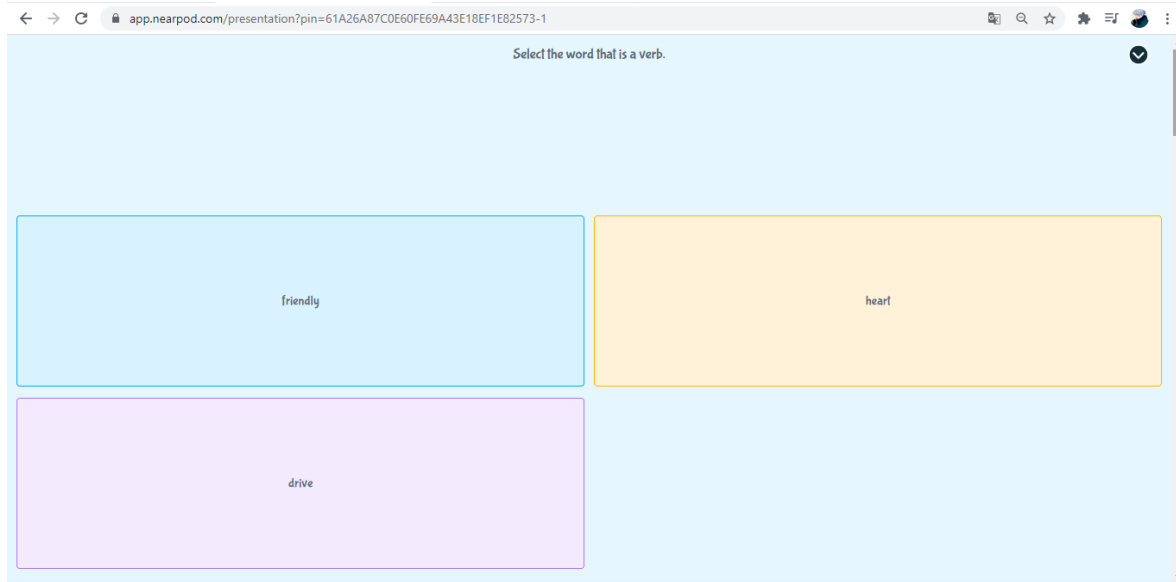 app.nearpod.com/presentation?pin=61A26A87C0E60FE69A43E18EF1E82573-1
Select the word that is a verb.
friendly
heart
drive